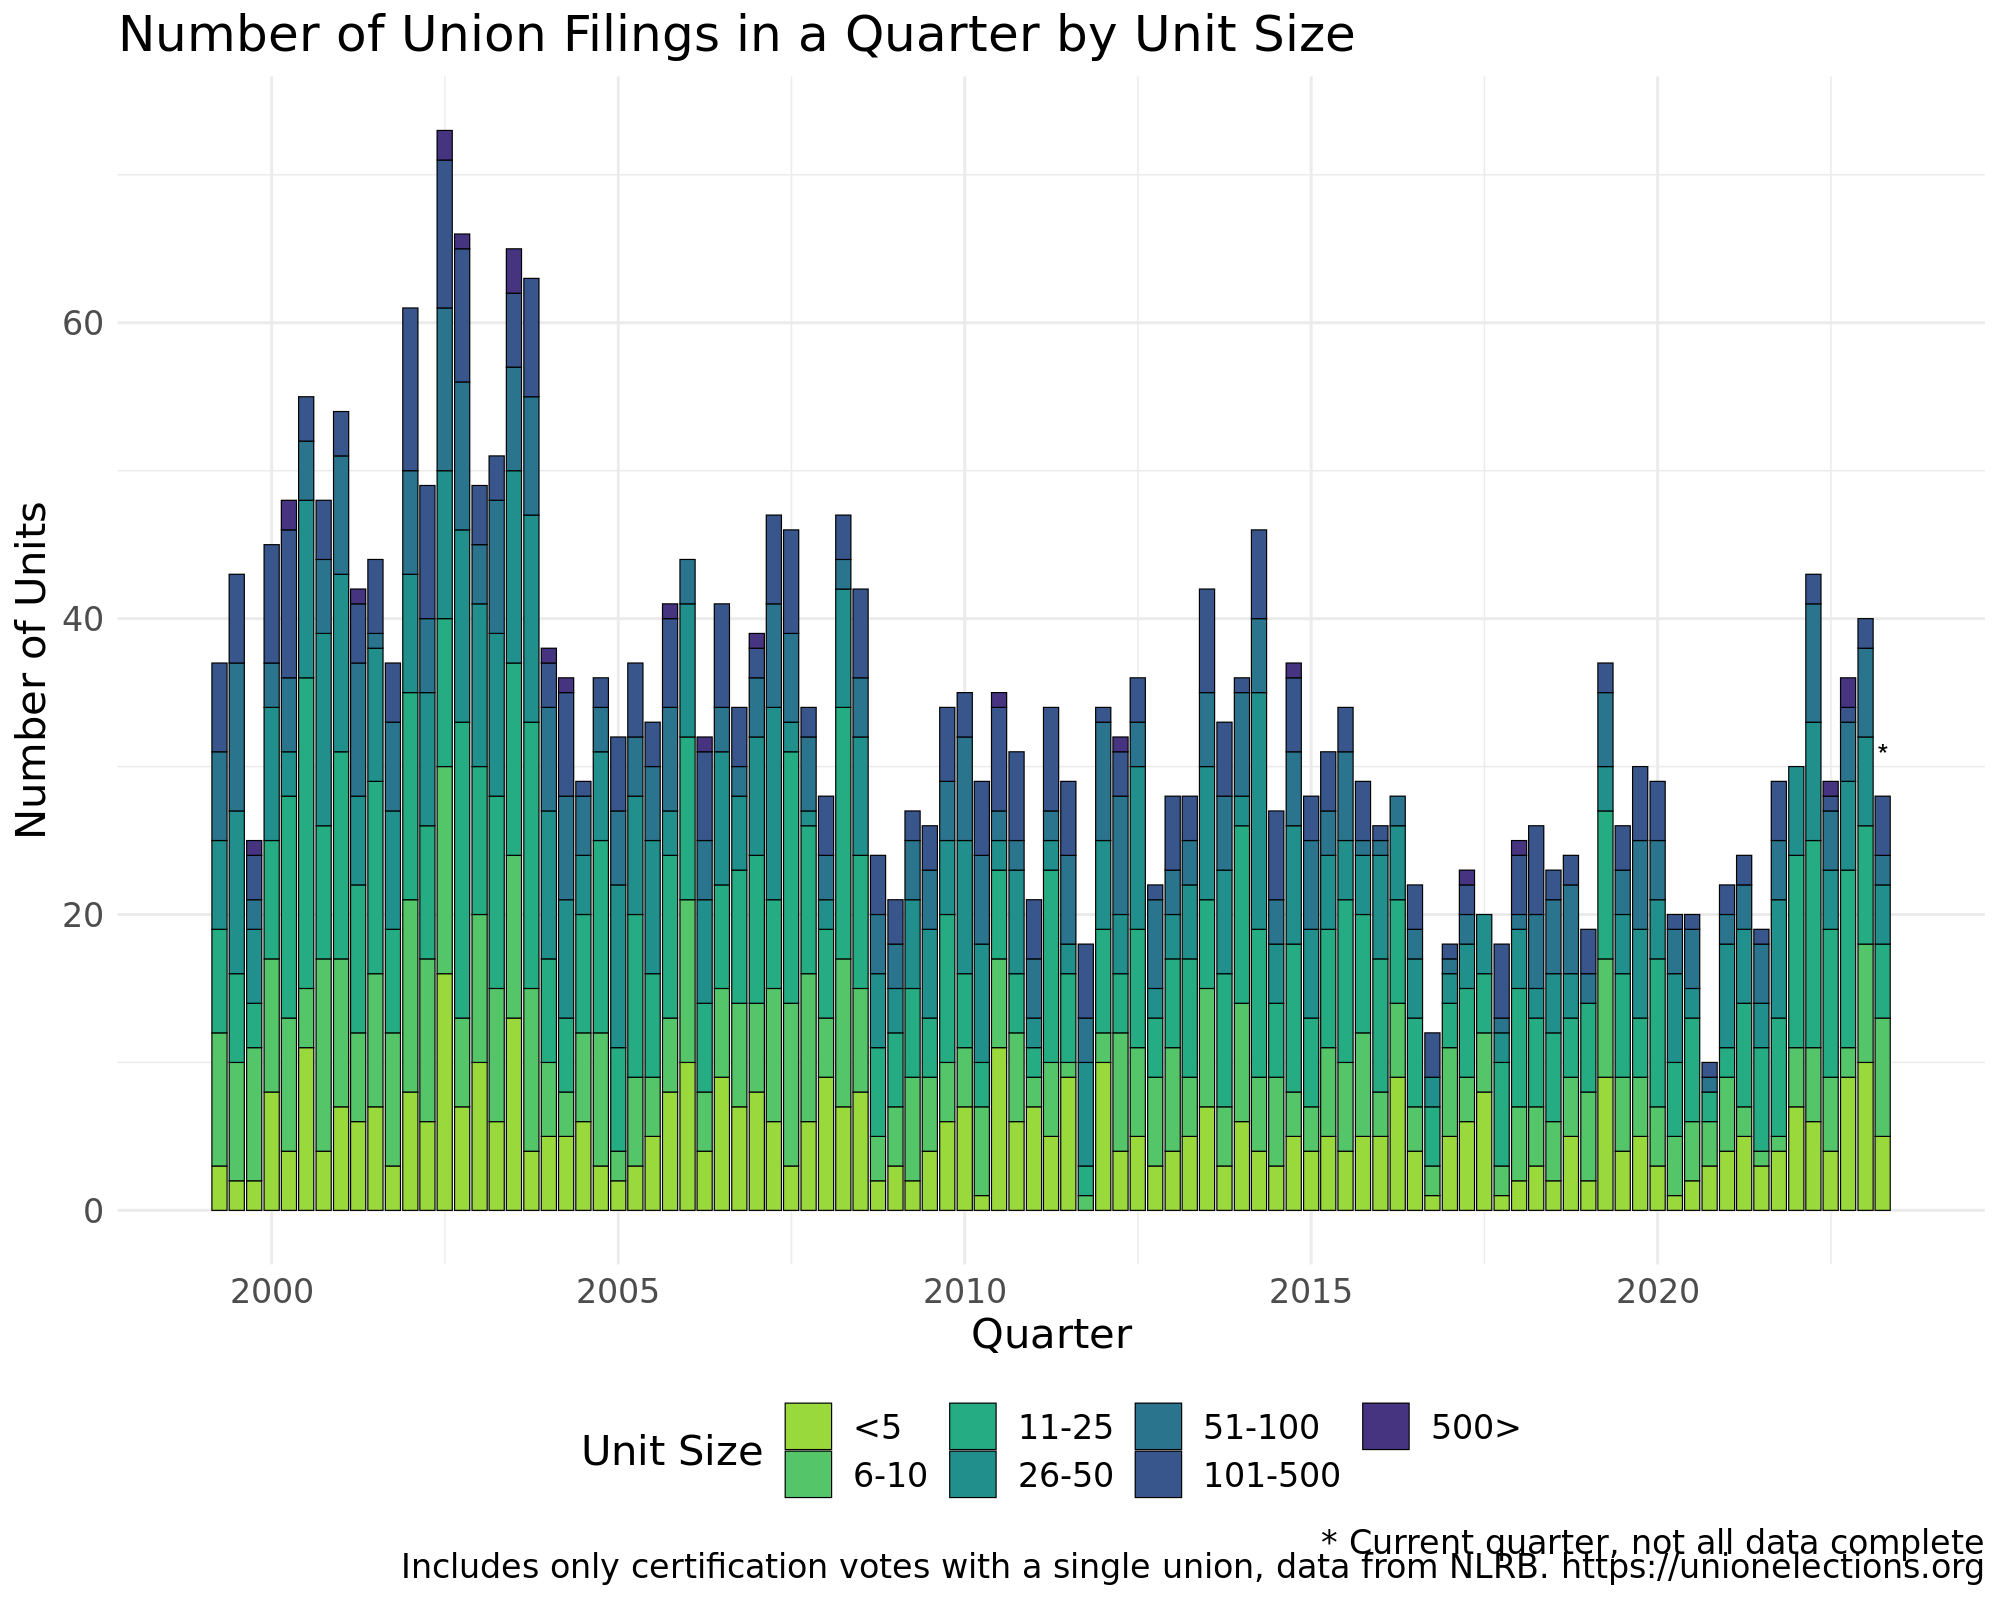 Number of Union Filings in a Quarter by Unit Size
Number of Units
60
40
20
0
*
2000 2005 2010 2015 2020
Quarter
Unit Size
<5 11-25 51-100 500>
6-10 26-50 101-500
* Current quarter, not all data complete
Includes only certification votes with a single union, data from NLRB. https://unionelections.org